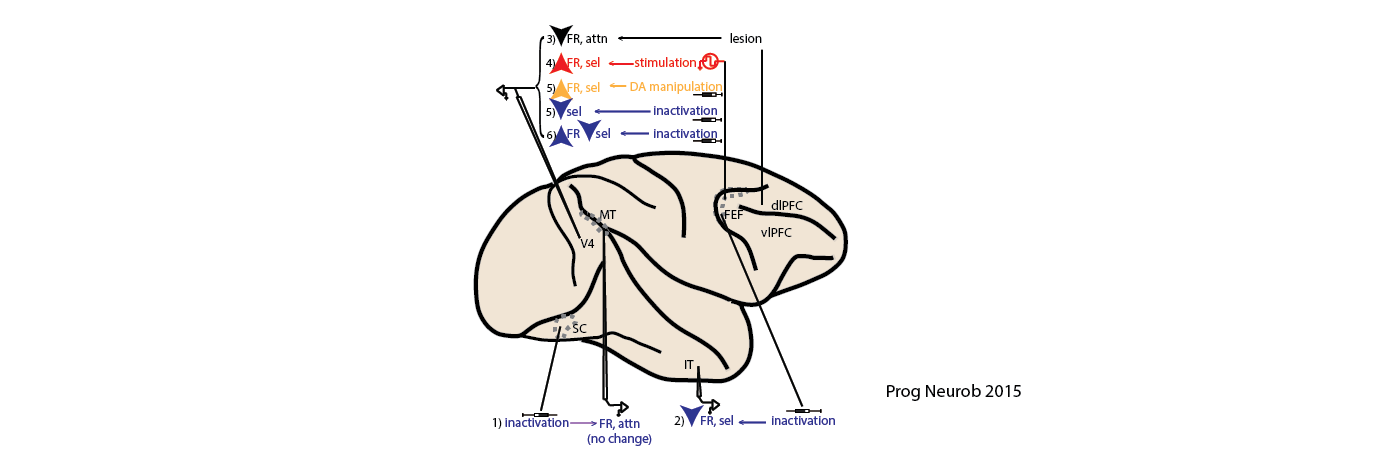 3) FR, attn lesion
4) FR, sel stimulation
5) FR, sel DA manipulation
5) sel inactivation
6) FR sel inactivation
dlPFC
MT
FEF
vlPFC
V4
SC
IT
Prog Neurob 2015
1) inactivation FR, attn
(no change)
2) FR, sel inactivation